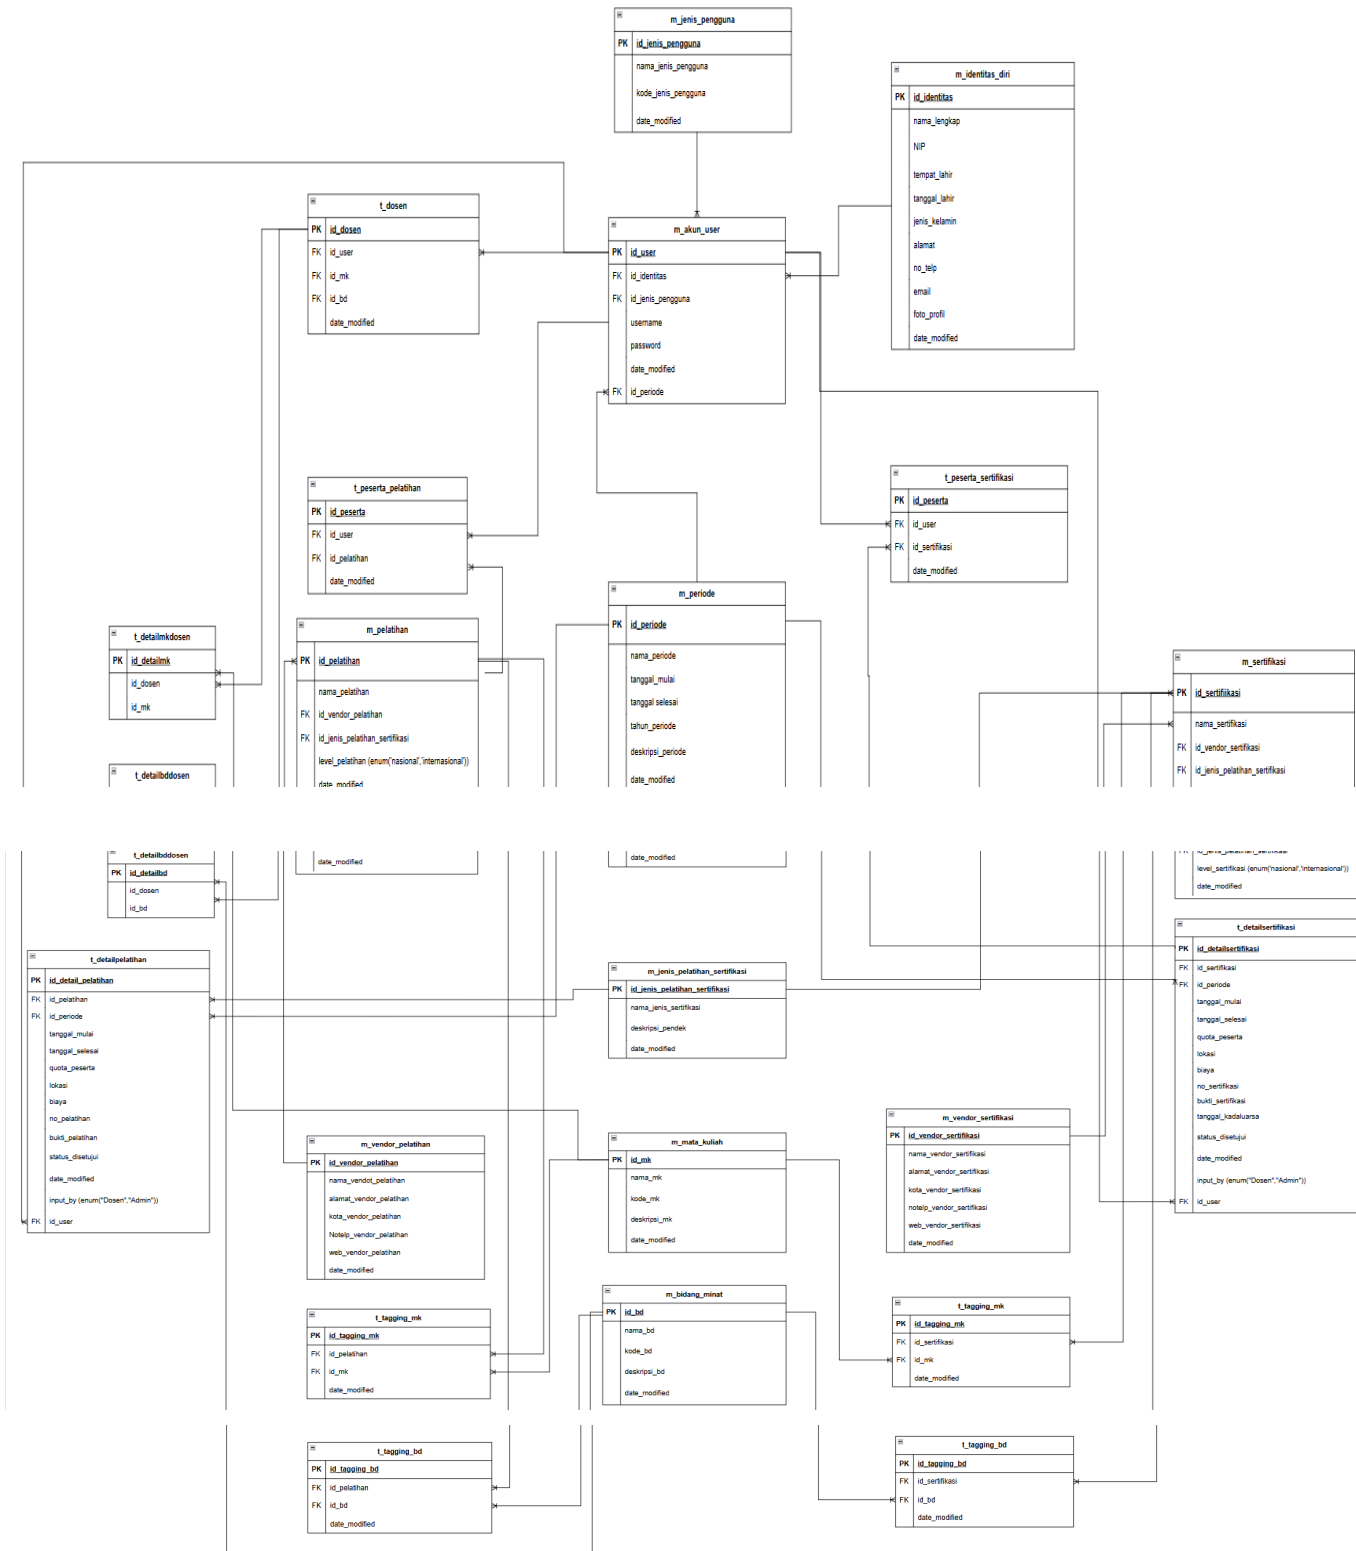 m_jenis_pengguna
PK id_jenis_pengguna
nama_jenis_pengguna
kode_jenis_pengguna
date_modified
m_identitas_diri
PK id_identitas
nama_lengkap
NIP
tempat_lahir
tanggal_lahir
jenis_kelamin
alamat
no_telp
email
foto_profil
date_modified
t_dosen
PK id_dosen
FK id_user
FK id_mk
FK id_bd
date_modified
m_akun_user
PK id_user
FK id_identitas
FK id_jenis_pengguna
username
password
date_modified
FK id_periode
t_peserta_pelatihan
PK id_peserta
FK id_user
FK id_pelatihan
date_modified
t_peserta_sertifikasi
PK id_peserta
FK id_user
FK id_sertifikasi
date_modified
m_periode
PK id_periode
nama_periode
tanggal_mulai
tanggal selesai
tahun_periode
deskripsi_periode
date_modified
t_detailmkdosen
PK id_detailmk
id_dosen
id_mk
m_pelatihan
PK id_pelatihan
nama_pelatihan
FK id_vendor_pelatihan
FK id_jenis_pelatihan_sertifikasi
level_pelatihan (enum('nasional','internasional'))
date_modified
m_sertifikasi
PK id_sertifiikasi
nama_sertifikasi
FK id_vendor_sertifikasi
FK id_jenis_pelatihan_sertifikasi
t_detailbddosen
t_detailbddosen
PK id_detailbd
id_dosen
id_bd
date_modified
date_modified
id_jenis_pelatihan_sertifikasi
level_sertifikasi (enum('nasional','internasional'))
date_modified
t_detailpelatihan
PK id_detail_pelatihan
FK id_pelatihan
FK id_periode
tanggal_mulai
tanggal_selesai
quota_peserta
lokasi
biaya
no_pelatihan
bukti_pelatihan
status_disetujui
date_modified
input_by (enum("Dosen","Admin"))
FK id_user
m_jenis_pelatihan_sertifikasi
PK id_jenis_pelatihan_sertifikasi
nama_jenis_sertifikasi
deskripsi_pendek
date_modified
t_detailsertifikasi
PK id_detailsertifikasi
FK id_sertifikasi
FK id_periode
tanggal_mulai
tanggal_selesai
quota_peserta
lokasi
biaya
no_sertifikasi
bukti_sertifikasi
tanggal_kadaluarsa
status_disetujui
date_modified
input_by (enum("Dosen","Admin"))
FK id_user
m_vendor_pelatihan
PK id_vendor_pelatihan
nama_vendot_pelatihan
alamat_vendor_pelatihan
kota_vendor_pelatihan
Notelp_vendor_pelatihan
web_vendor_pelatihan
date_modified
m_mata_kuliah
PK id_mk
nama_mk
kode_mk
deskripsi_mk
date_modified
m_vendor_sertifikasi
PK id_vendor_sertifikasi
nama_vendor_sertifikasi
alamat_vendor_sertifikasi
kota_vendor_sertifikasi
notelp_vendor_sertifikasi
web_vendor_sertifikasi
date_modified
t_tagging_mk
PK id_tagging_mk
FK id_pelatihan
FK id_mk
date_modified
m_bidang_minat
PK id_bd
nama_bd
kode_bd
deskripsi_bd
date_modified
t_tagging_mk
PK id_tagging_mk
FK id_sertifikasi
FK id_mk
date_modified
t_tagging_bd
PK id_tagging_bd
FK id_pelatihan
FK id_bd
date_modified
t_tagging_bd
PK id_tagging_bd
FK id_sertifikasi
FK id_bd
date_modified